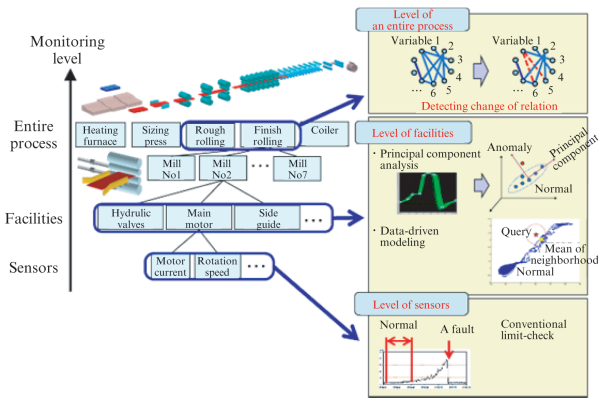 Monitoring
level
Entire
process
Facilities
Sensors
Heating
furnace
Sizing
press
Rough
rolling
Finish
rolling
Coiler
Mill
No1
Mill
No2
...
Mill
No7
Hydrulic
valves
Main
motor
Side
guide
...
Motor
current
Rotation
speed
...
Level of
an entire process
Variable 1
2
3
4
5
6
...
Variable 1
2
3
4
5
6
...
Detecting change of relation
Level of facilities
· Principal component
analysis
Anomaly
Principal
component
Normal
· Data-driven
modeling
Query
Mean of
neighborhood
Normal
Level of sensors
Normal
A fault
Conventional
limit-check